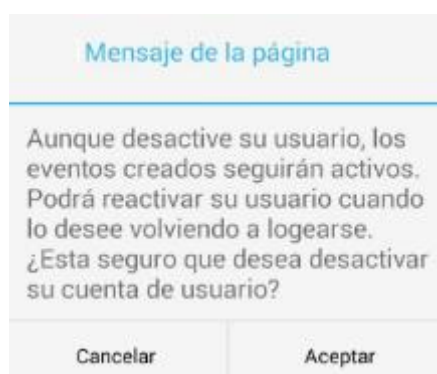 Mensaje de la página
Aunque desactive su usuario, los
eventos creados seguirán activos.
Podrá reactivar su usuario cuando
lo desee volviendo a logearse.
¿Esta seguro que desea desactivar
su cuenta de usuario?
Cancelar Aceptar